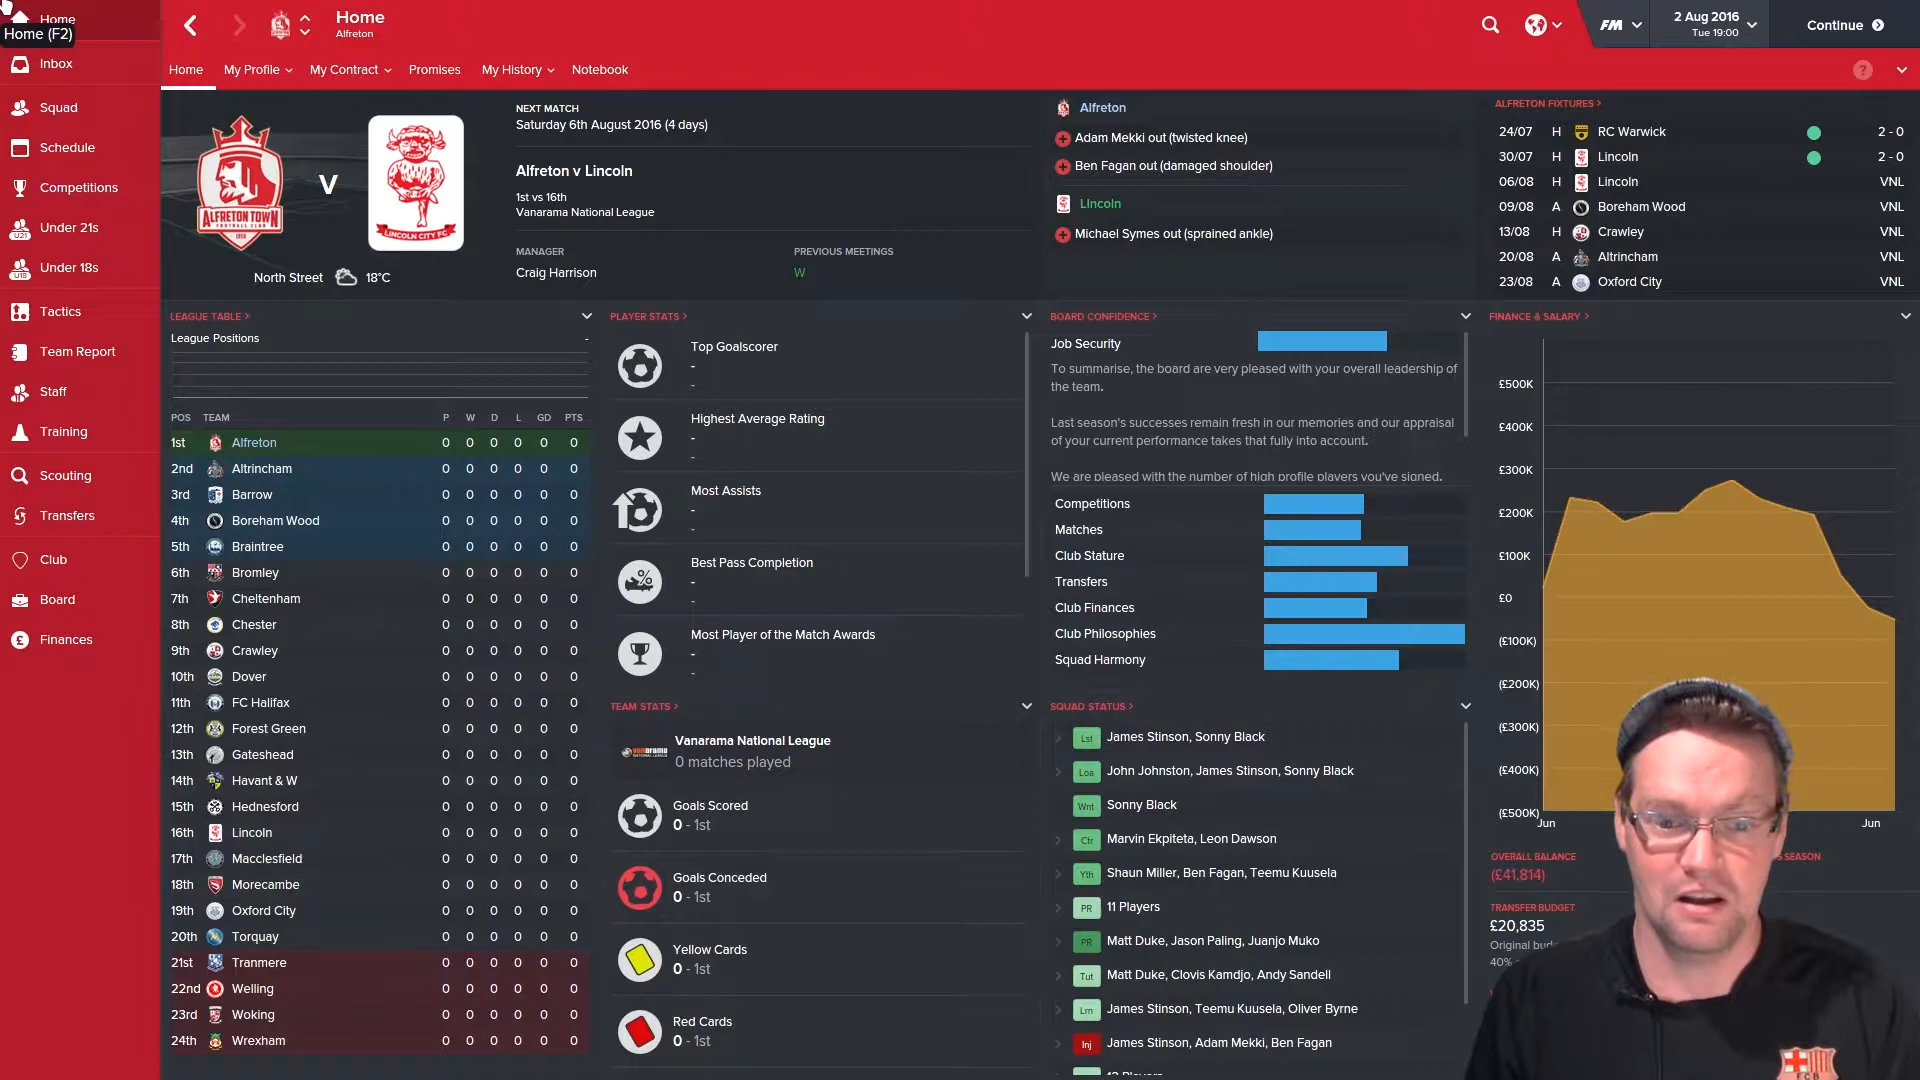 Home
Home (F2)
Inbox
Squad
Schedule
Competitions
Under 21s
Under 18s
Tactics
Team Report
Staff
Training
Scouting
Transfers
Club
Board
Finances
Home
Alfreton
FM
2 Aug 2016
Tue 19:00
Continue
Home
My Profile
My Contract
Promises
My History
Notebook
?
ALFRETON TOWN
FOOTBALL CLUB
V
LINCOLN CITY FC
North Street
18°C
NEXT MATCH
Saturday 6th August 2016 (4 days)
Alfreton v Lincoln
1st vs 16th
Vanarama National League
MANAGER
Craig Harrison
PREVIOUS MEETINGS
W
Alfreton
Adam Mekki out (twisted knee)
Ben Fagan out (damaged shoulder)
Lincoln
Michael Symes out (sprained ankle)
ALFRETON FIXTURES >
24/07 H RC Warwick 2 - 0
30/07 H Lincoln 2 - 0
06/08 H Lincoln VNL
09/08 A Boreham Wood VNL
13/08 H Crawley VNL
20/08 A Altrincham VNL
23/08 A Oxford City VNL
LEAGUE TABLE >
League Positions -
POS TEAM P W D L GD PTS
1st Alfreton 0 0 0 0 0 0
2nd Altrincham 0 0 0 0 0 0
3rd Barrow 0 0 0 0 0 0
4th Boreham Wood 0 0 0 0 0 0
5th Braintree 0 0 0 0 0 0
6th Bromley 0 0 0 0 0 0
7th Cheltenham 0 0 0 0 0 0
8th Chester 0 0 0 0 0 0
9th Crawley 0 0 0 0 0 0
10th Dover 0 0 0 0 0 0
11th FC Halifax 0 0 0 0 0 0
12th Forest Green 0 0 0 0 0 0
13th Gateshead 0 0 0 0 0 0
14th Havant & W 0 0 0 0 0 0
15th Hednesford 0 0 0 0 0 0
16th Lincoln 0 0 0 0 0 0
17th Macclesfield 0 0 0 0 0 0
18th Morecambe 0 0 0 0 0 0
19th Oxford City 0 0 0 0 0 0
20th Torquay 0 0 0 0 0 0
21st Tranmere 0 0 0 0 0 0
22nd Welling 0 0 0 0 0 0
23rd Woking 0 0 0 0 0 0
24th Wrexham 0 0 0 0 0 0
PLAYER STATS >
Top Goalscorer
-
-
Highest Average Rating
-
-
Most Assists
-
-
Best Pass Completion
-
-
Most Player of the Match Awards
-
-
TEAM STATS >
vanarama
Vanarama National League
0 matches played
Goals Scored
0 - 1st
Goals Conceded
0 - 1st
Yellow Cards
0 - 1st
Red Cards
0 - 1st
BOARD CONFIDENCE >
Job Security
To summarise, the board are very pleased with your overall leadership of
the team.
Last season's successes remain fresh in our memories and our appraisal
of your current performance takes that fully into account.
We are pleased with the number of high profile players you've signed.
Competitions
Matches
Club Stature
Transfers
Club Finances
Club Philosophies
Squad Harmony
SQUAD STATUS >
Lst James Stinson, Sonny Black
Loa John Johnston, James Stinson, Sonny Black
Wnt Sonny Black
Ctr Marvin Ekpiteta, Leon Dawson
Yth Shaun Miller, Ben Fagan, Teemu Kuusela
PR 11 Players
PR Matt Duke, Jason Paling, Juanjo Muko
Tut Matt Duke, Clovis Kamdjo, Andy Sandell
Lrn James Stinson, Teemu Kuusela, Oliver Byrne
Inj James Stinson, Adam Mekki, Ben Fagan
FINANCE & SALARY >
£500K
£400K
£300K
£200K
£100K
£0
(£100K)
(£200K)
(£300K)
(£400K)
(£500K)
Jun
Jun
OVERALL BALANCE
SEASON
(£41,814)
TRANSFER BUDGET
£20,835
Original
40%
FCB